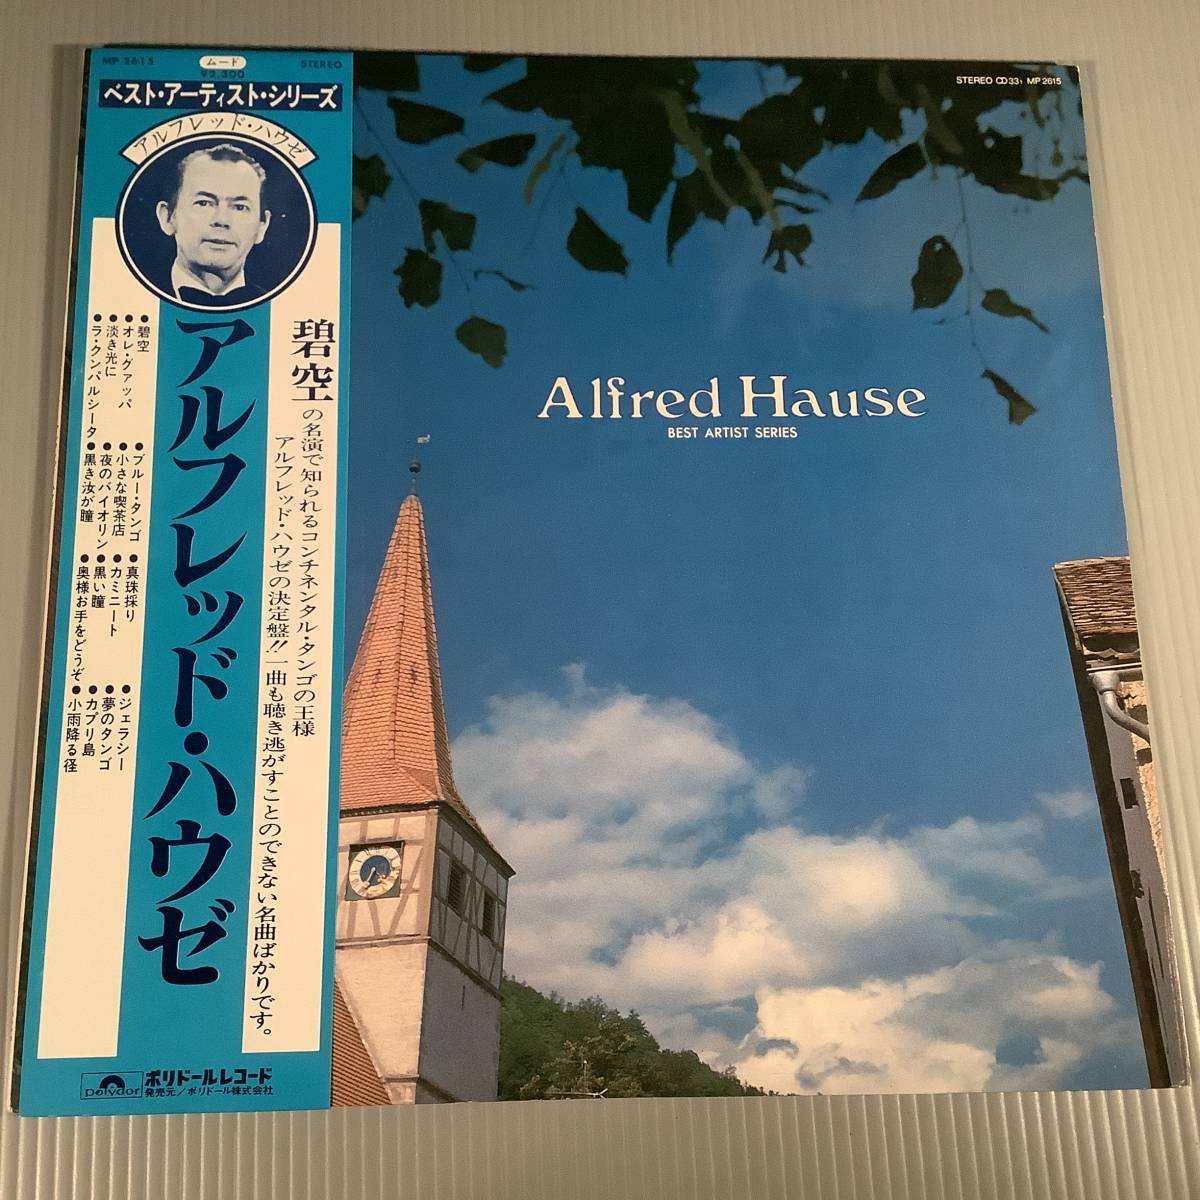 MP 2615
ムード
¥2,300
STEREO
ベスト・アーティスト・シリーズ
アルフレッド・ハウゼ
アルフレッド・ハウゼ
碧空の名演で知られるコンチネンタル・タンゴの王様
アルフレッド・ハウゼの決定盤!!一曲も聴き逃がすことのできない名曲ばかりです。
●碧空
●オレ・グァッパ
●淡き光に
●ラ・クンパルシータ
●ブルー・タンゴ
●小さな喫茶店
●夜のバイオリン
●黒き汝が瞳
●真珠採り
●カミニート
●黒い瞳
●奥様お手をどうぞ
●ジェラシー
●夢のタンゴ
●カプリ島
●小雨降る径
polydor
ポリドールレコード
発売元/ポリドール株式会社
STEREO 33⅓ MP 2615
Alfred Hause
BEST ARTIST SERIES